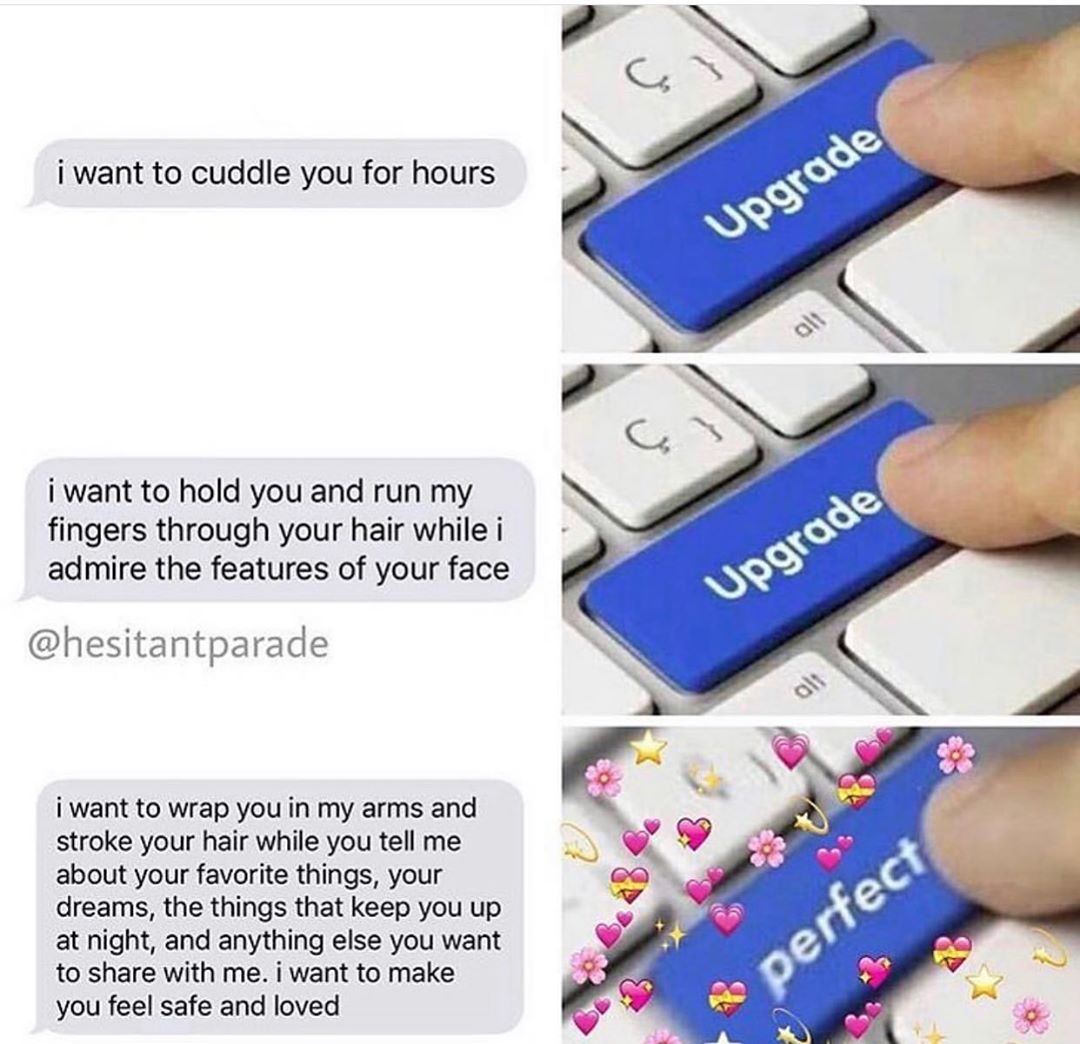 i want to cuddle you for hours
Ç }
Upgrade
alt
i want to hold you and run my
fingers through your hair while i
admire the features of your face
@hesitantparade
Ç }
Upgrade
alt
i want to wrap you in my arms and
stroke your hair while you tell me
about your favorite things, your
dreams, the things that keep you up
at night, and anything else you want
to share with me. i want to make
you feel safe and loved
perfect